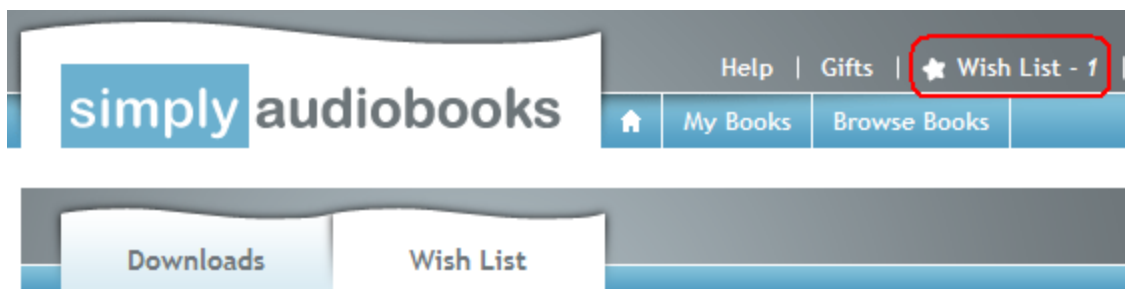 Help | Gifts | Wish List - 1 |
simply audiobooks
My Books Browse Books
Downloads Wish List